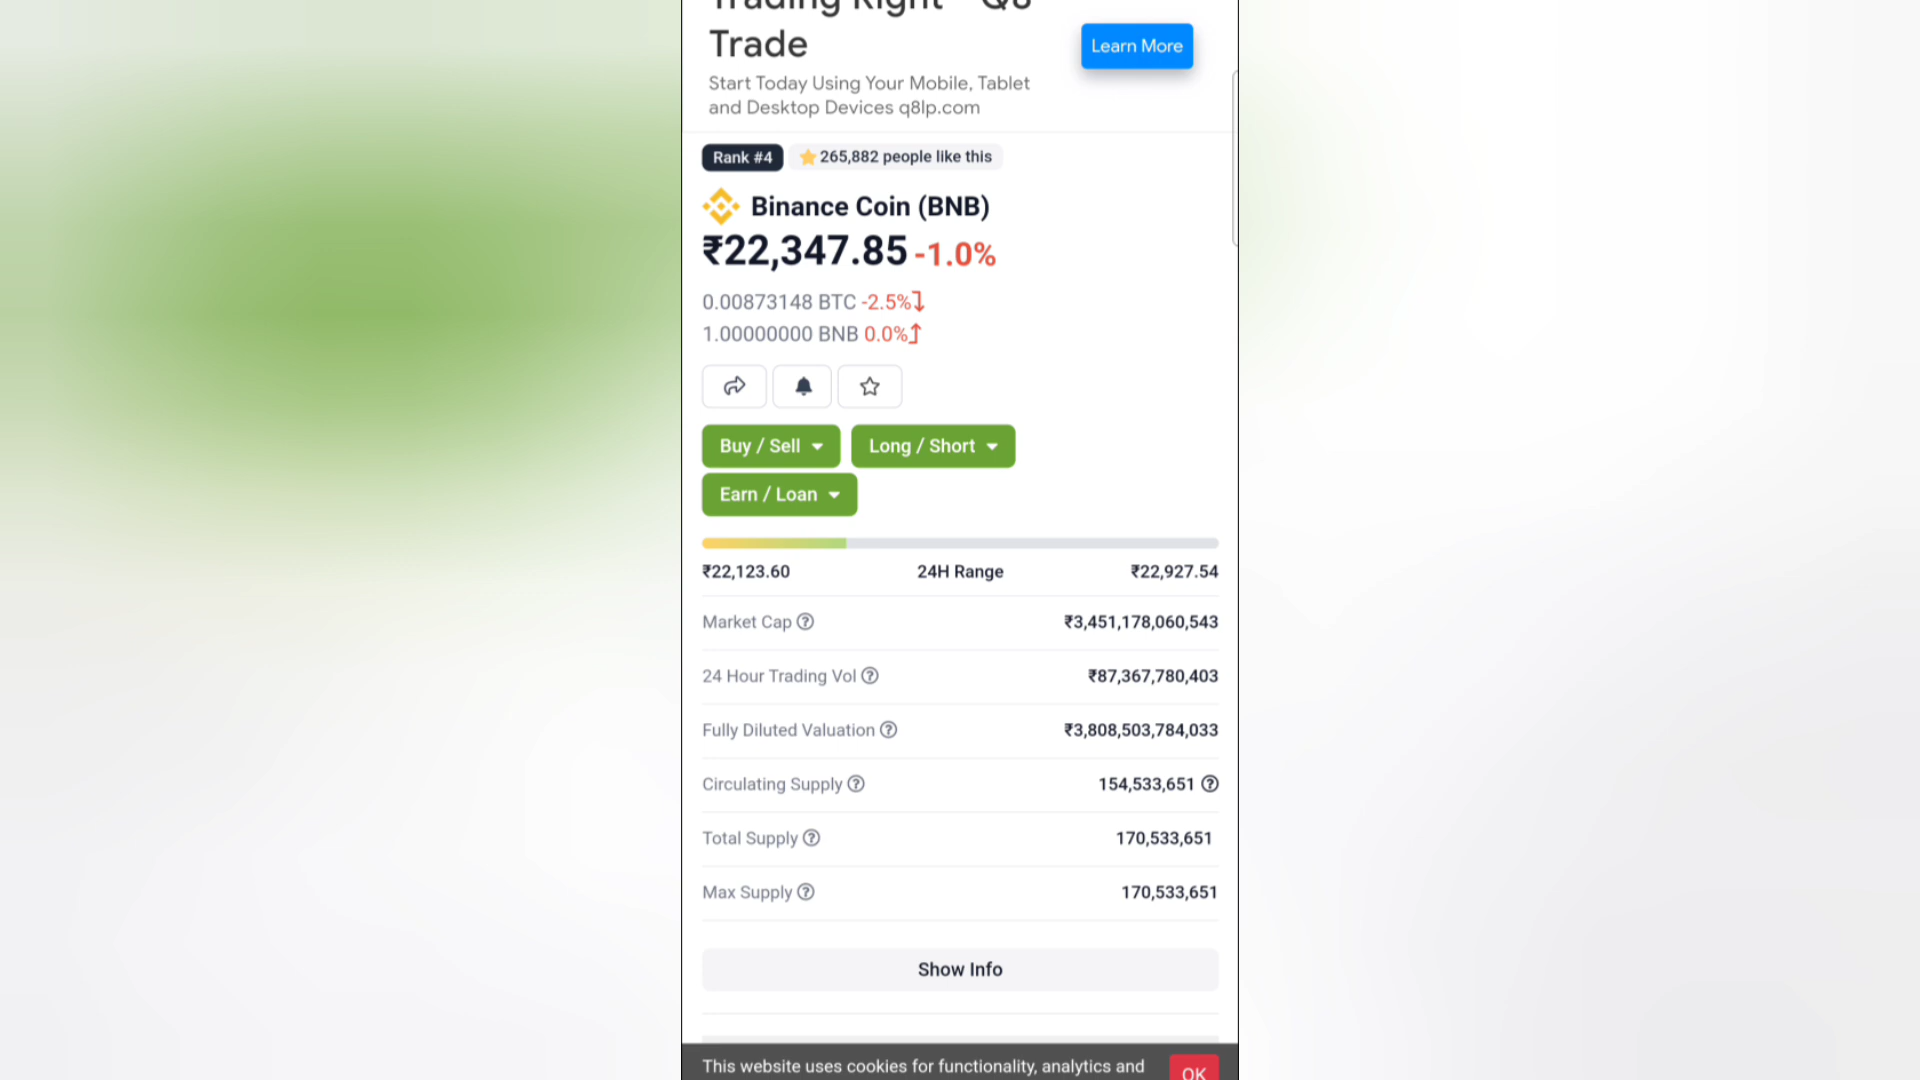 Trading Right - Q8
Trade
Learn More
Start Today Using Your Mobile, Tablet
and Desktop Devices q8lp.com
Rank #4 265,882 people like this
Binance Coin (BNB)
₹22,347.85 -1.0%
0.00873148 BTC -2.5%
1.00000000 BNB 0.0%
Buy / Sell Long / Short
Earn / Loan
₹22,123.60 24H Range ₹22,927.54
Market Cap ₹3,451,178,060,543
24 Hour Trading Vol ₹87,367,780,403
Fully Diluted Valuation ₹3,808,503,784,033
Circulating Supply 154,533,651
Total Supply 170,533,651
Max Supply 170,533,651
Show Info
This website uses cookies for functionality, analytics and
OK